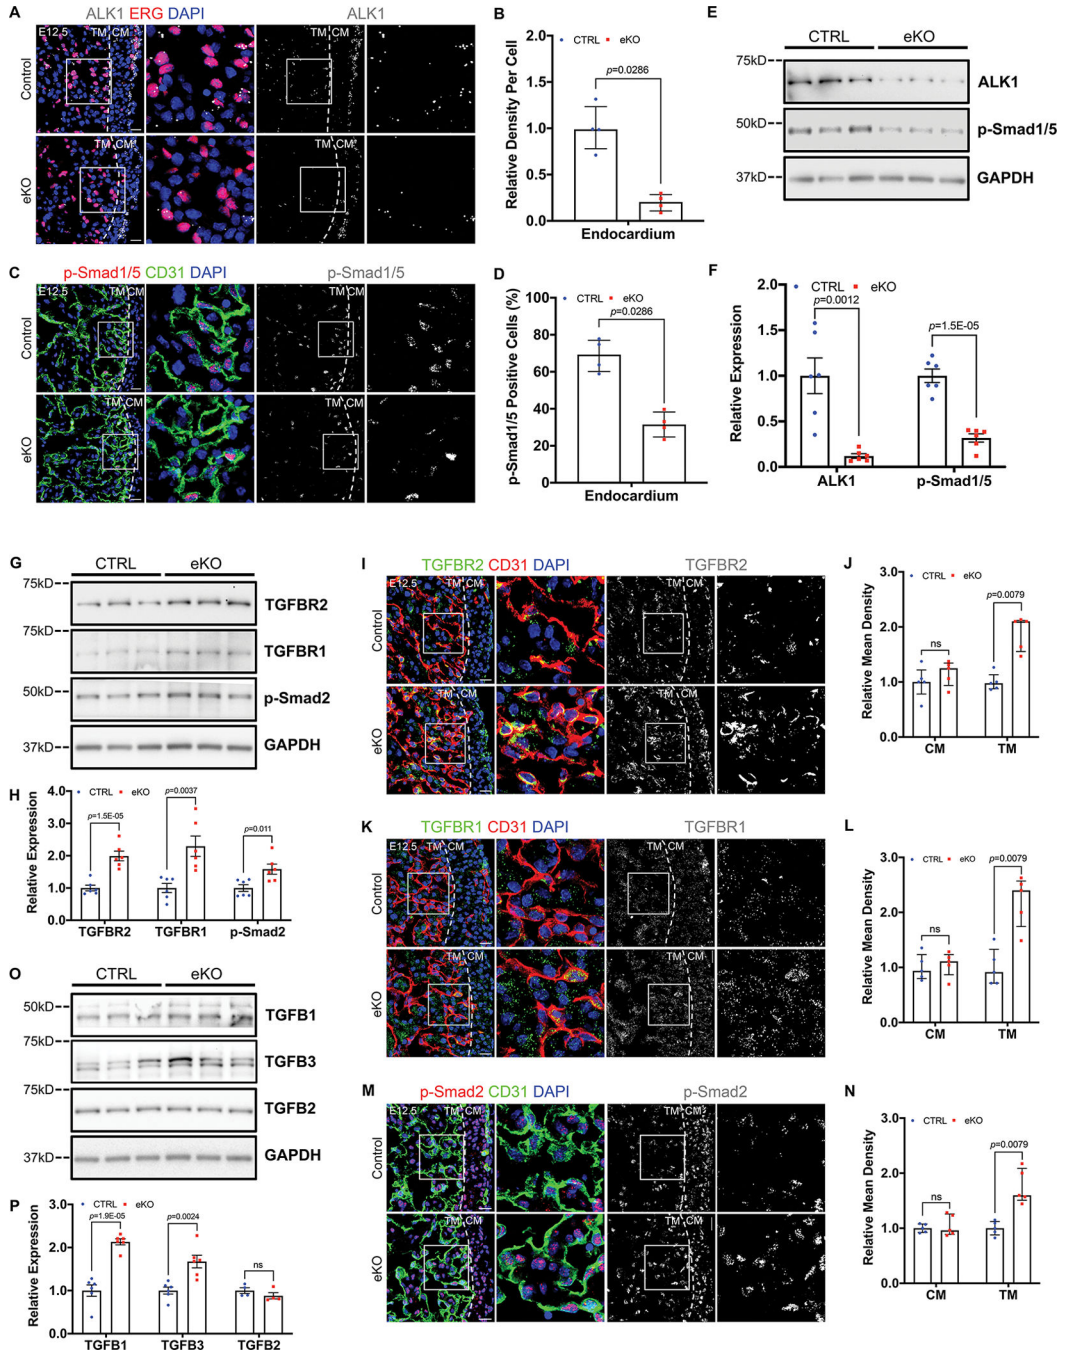 A
ALK1 ERG DAPI
ALK1
E12.5
TM CM
TM CM
Control
TM CM
TM CM
eKO
B
CTRL
eKO
p=0.0286
Relative Density Per Cell
2.0
1.5
1.0
0.5
0.0
Endocardium
C
p-Smad1/5 CD31 DAPI
p-Smad1/5
E12.5
TM CM
TM CM
Control
TM CM
TM CM
eKO
D
CTRL
eKO
p=0.0286
p-Smad1/5 Positive Cells (%)
100
80
60
40
20
0
Endocardium
E
CTRL
eKO
75kD
ALK1
50kD
p-Smad1/5
37kD
GAPDH
F
CTRL
eKO
p=0.0012
p=1.5E-05
Relative Expression
2.0
1.5
1.0
0.5
0.0
ALK1
p-Smad1/5
G
CTRL
eKO
75kD
TGFBR2
75kD
TGFBR1
50kD
p-Smad2
37kD
GAPDH
H
CTRL
eKO
p=1.5E-05
p=0.0037
p=0.011
Relative Expression
4.0
3.0
2.0
1.0
0.0
TGFBR2
TGFBR1
p-Smad2
I
TGFBR2 CD31 DAPI
TGFBR2
E12.5
TM CM
TM CM
Control
TM CM
TM CM
eKO
J
CTRL
eKO
ns
p=0.0079
Relative Mean Density
3.0
2.0
1.0
0.0
CM
TM
K
TGFBR1 CD31 DAPI
TGFBR1
E12.5
TM CM
TM CM
Control
TM CM
TM CM
eKO
L
CTRL
eKO
ns
p=0.0079
Relative Mean Density
3.0
2.0
1.0
0.0
CM
TM
M
p-Smad2 CD31 DAPI
p-Smad2
E12.5
TM CM
TM CM
Control
TM CM
TM CM
eKO
N
CTRL
eKO
ns
p=0.0079
Relative Mean Density
3.0
2.0
1.0
0.0
CM
TM
O
CTRL
eKO
50kD
TGFB1
75kD
TGFB3
75kD
TGFB2
37kD
GAPDH
P
CTRL
eKO
p=1.9E-05
p=0.0024
ns
Relative Expression
3.0
2.0
1.0
0.0
TGFB1
TGFB3
TGFB2